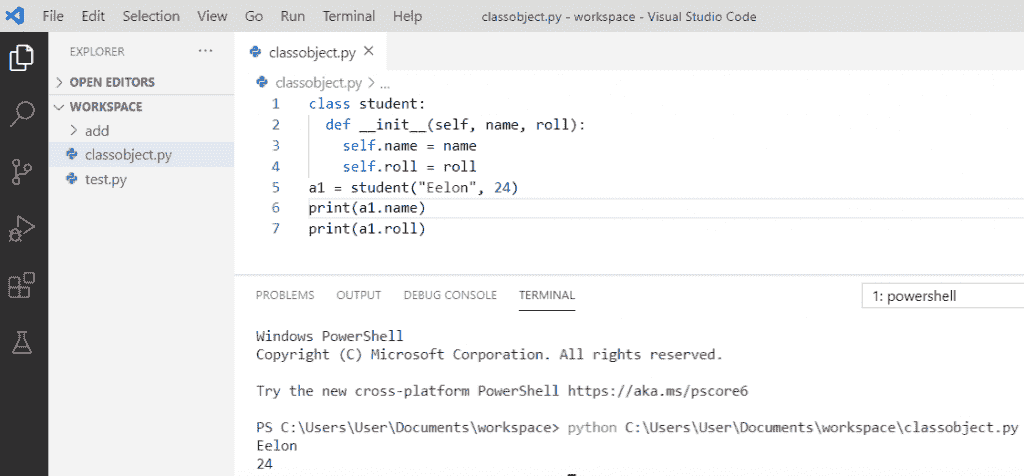 File Edit Selection View Go Run Terminal Help classobject.py - workspace - Visual Studio Code
EXPLORER ...
OPEN EDITORS
WORKSPACE
add
classobject.py
test.py
classobject.py
classobject.py > ...
1 class student:
2 def __init__(self, name, roll):
3 self.name = name
4 self.roll = roll
5 a1 = student("Eelon", 24)
6 print(a1.name)
7 print(a1.roll)
PROBLEMS OUTPUT DEBUG CONSOLE TERMINAL 1: powershell
Windows PowerShell
Copyright (C) Microsoft Corporation. All rights reserved.
Try the new cross-platform PowerShell https://aka.ms/pscore6
PS C:\Users\User\Documents\workspace> python C:\Users\User\Documents\workspace\classobject.py
Eelon
24